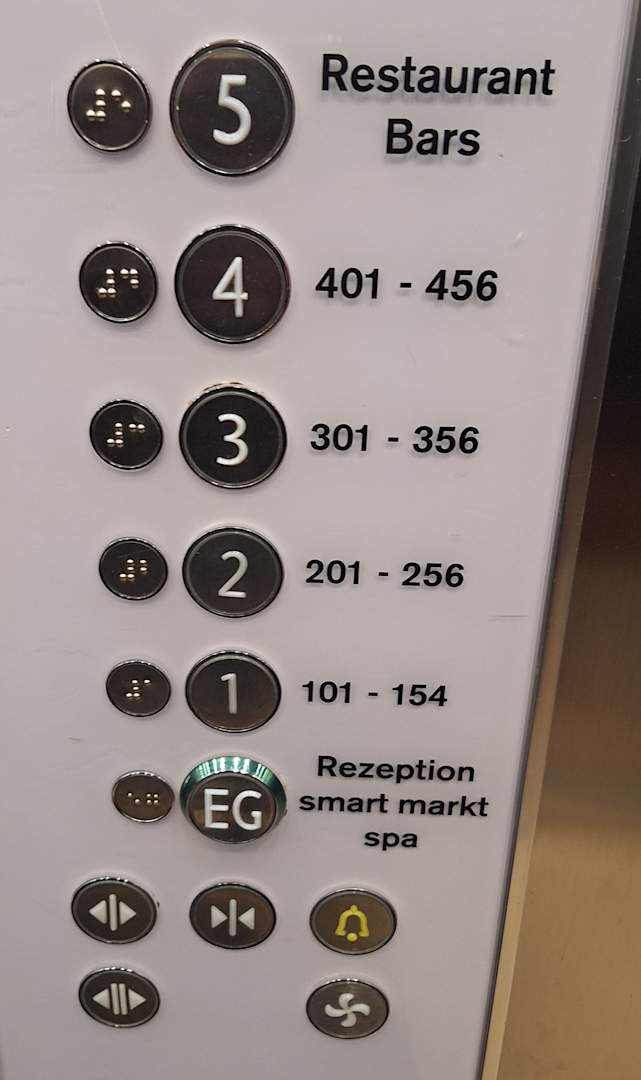 5 Restaurant
Bars
4 401 - 456
3 301 - 356
2 201 - 256
1 101 - 154
EG Rezeption
smart markt
spa